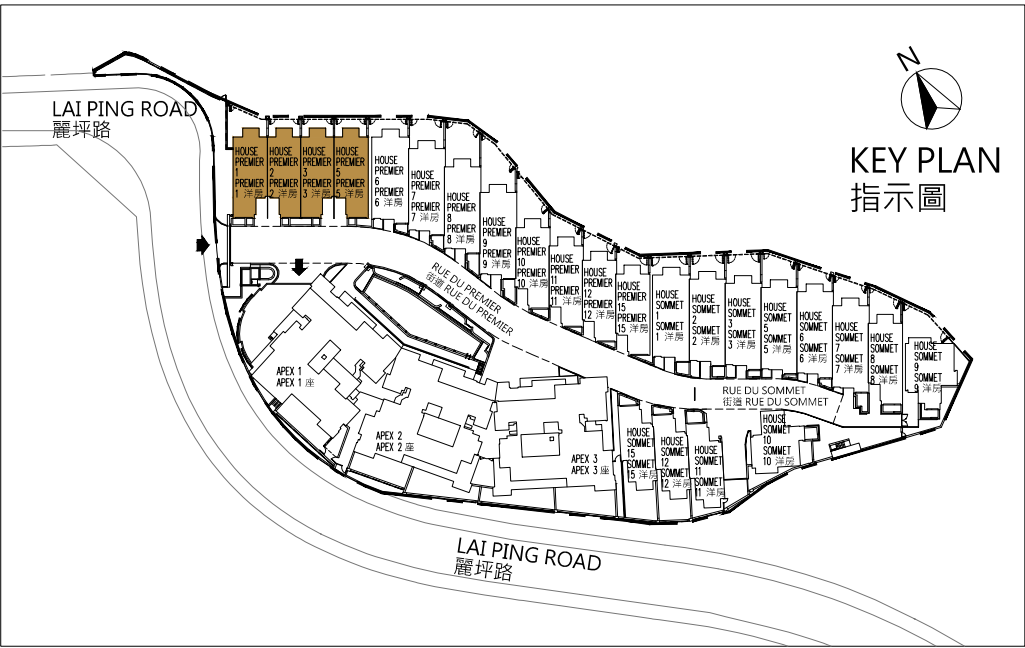 N
KEY PLAN
指示圖
LAI PING ROAD
麗坪路
HOUSE
PREMIER
1
PREMIER
1 洋房
HOUSE
PREMIER
2
PREMIER
2 洋房
HOUSE
PREMIER
3
PREMIER
3 洋房
HOUSE
PREMIER
5
PREMIER
5 洋房
HOUSE
PREMIER
6
PREMIER
6 洋房
HOUSE
PREMIER
7
PREMIER
7 洋房
HOUSE
PREMIER
8
PREMIER
8 洋房
HOUSE
PREMIER
9
PREMIER
9 洋房
HOUSE
PREMIER
10
PREMIER
10 洋房
HOUSE
PREMIER
11
PREMIER
11 洋房
HOUSE
PREMIER
12
PREMIER
12 洋房
HOUSE
PREMIER
15
PREMIER
15 洋房
HOUSE
SOMMET
1
SOMMET
1 洋房
HOUSE
SOMMET
2
SOMMET
2 洋房
HOUSE
SOMMET
3
SOMMET
3 洋房
HOUSE
SOMMET
5
SOMMET
5 洋房
HOUSE
SOMMET
6
SOMMET
6 洋房
HOUSE
SOMMET
7
SOMMET
7 洋房
HOUSE
SOMMET
8
SOMMET
8 洋房
HOUSE
SOMMET
9
SOMMET
9 洋房
RUE DU PREMIER
街道 RUE DU PREMIER
RUE DU SOMMET
街道 RUE DU SOMMET
APEX 1
APEX 1 座
APEX 2
APEX 2 座
APEX 3
APEX 3 座
HOUSE
SOMMET
15
SOMMET
15 洋房
HOUSE
SOMMET
12
SOMMET
12 洋房
HOUSE
SOMMET
11
SOMMET
11 洋房
HOUSE
SOMMET
10
SOMMET
10 洋房
LAI PING ROAD
麗坪路